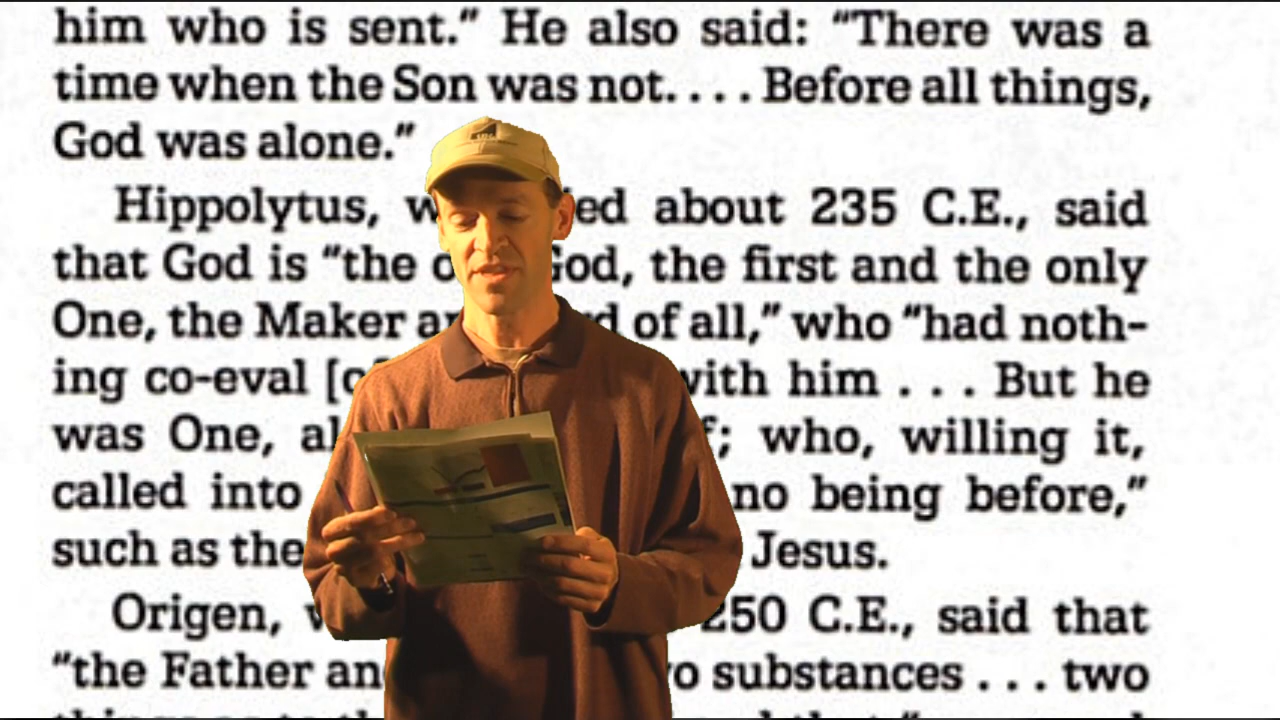 him who is sent.” He also said: “There was a
time when the Son was not. . . . Before all things,
God was alone.”
Hippolytus, ied about 235 C.E., said
that God is “the God, the first and the only
One, the Maker of all,” who “had noth-
ing co-eval with him . . . But he
was One, ; who, willing it,
called into no being before,”
such as the Jesus.
Origen, 250 C.E., said that
“the Father substances . . . two